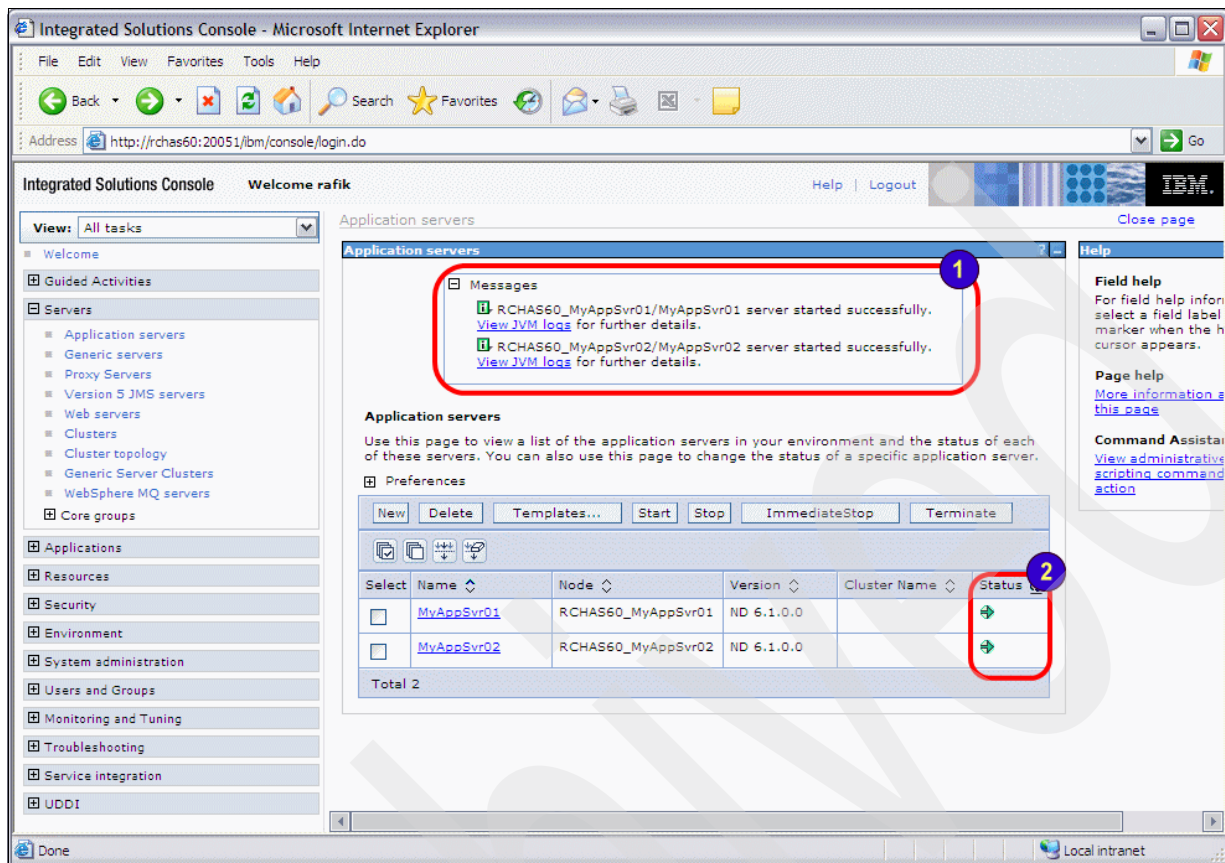 Integrated Solutions Console - Microsoft Internet Explorer
File Edit View Favorites Tools Help
Back Search Favorites
Address http://rchas60:20051/ibm/console/login.do Go
Integrated Solutions Console Welcome rafik Help | Logout IBM.
View: All tasks
Welcome
Guided Activities
Servers
Application servers
Generic servers
Proxy Servers
Version 5 JMS servers
Web servers
Clusters
Cluster topology
Generic Server Clusters
WebSphere MQ servers
Core groups
Applications
Resources
Security
Environment
System administration
Users and Groups
Monitoring and Tuning
Troubleshooting
Service integration
UDDI
Application servers Close page
Application servers ?
1
Messages
RCHAS60_MyAppSvr01/MyAppSvr01 server started successfully.
View JVM logs for further details.
RCHAS60_MyAppSvr02/MyAppSvr02 server started successfully.
View JVM logs for further details.
Application servers
Use this page to view a list of the application servers in your environment and the status of each
of these servers. You can also use this page to change the status of a specific application server.
Preferences
New Delete Templates... Start Stop ImmediateStop Terminate
2
Select Name Node Version Cluster Name Status
MyAppSvr01 RCHAS60_MyAppSvr01 ND 6.1.0.0
MyAppSvr02 RCHAS60_MyAppSvr02 ND 6.1.0.0
Total 2
Help
Field help
For field help
select a field label
marker when the
cursor appears.
Page help
More information
this page
Command
View administrative
scripting command
action
Done Local intranet